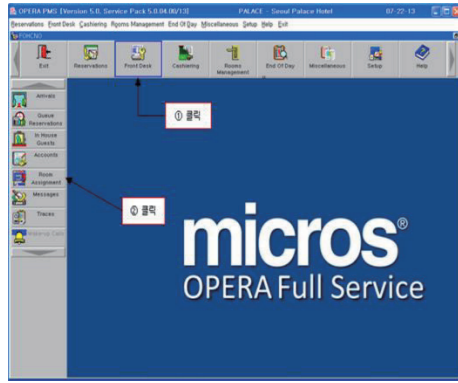 OPERA PMS [Version 5.0, Service Pack 5.0.04.00/13] PALACE - Seoul Palace Hotel 07-22-13
Reservations Front Desk Cashiering Rooms Management End Of Day Miscellaneous Setup Help Exit
Exit
Reservations
Front Desk
Cashiering
Rooms
Management
End Of Day
Miscellaneous
Setup
Help
① 클릭
Arrivals
Queue
Reservations
In House
Guests
Accounts
Room
Assignment
Messages
Traces
② 클릭
micros®
OPERA Full Service